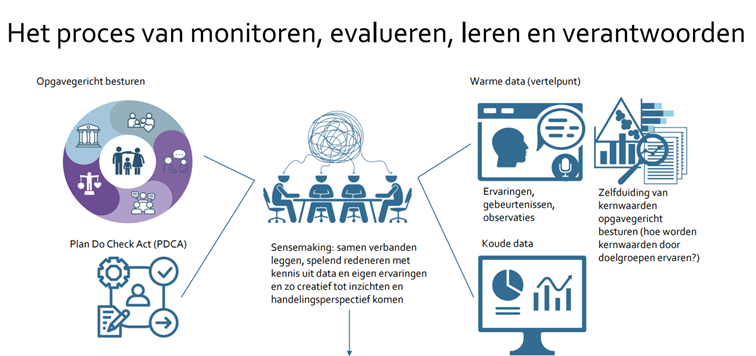 Het proces van monitoren, evalueren, leren en verantwoorden
Opgavegericht besturen
Plan Do Check Act (PDCA)
Sensemaking: samen verbanden
leggen, spelend redeneren met
kennis uit data en eigen ervaringen
en zo creatief tot inzichten en
handelingsperspectief komen
Warme data (vertelpunt)
Ervaringen,
gebeurtenissen,
observaties
Zelfduiding van
kernwaarden
opgavegericht
besturen (hoe worden
kernwaarden door
doelgroepen ervaren?)
Koude data